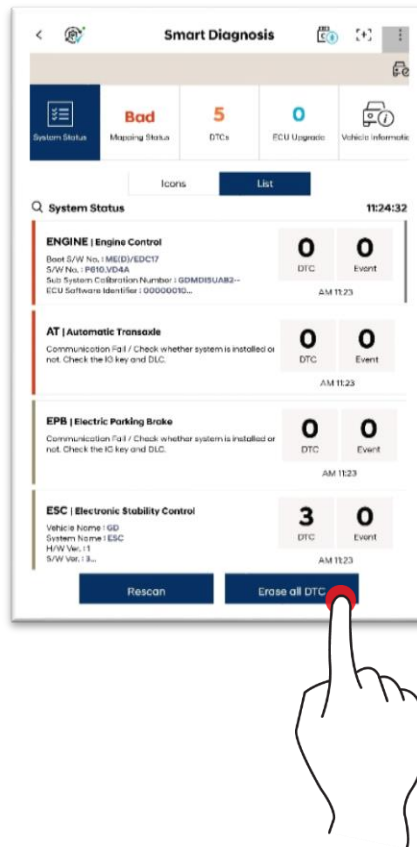 Smart Diagnosis
System Status
Bad
Mapping Status
5
DTCs
0
ECU Upgrade
Vehicle Informatic
Icons
List
System Status
11:24:32
ENGINE | Engine Control
Boot S/W No. : ME(D)/EDC17
S/W No. : P610.VD4A
Sub System Calibration Number : GDMDISUAB2--
ECU Software Identifier : 00000010...
0
DTC
0
Event
AM 11:23
AT | Automatic Transaxle
Communication Fail / Check whether system is installed or
not. Check the IG key and DLC.
0
DTC
0
Event
AM 11:23
EPB | Electric Parking Brake
Communication Fail / Check whether system is installed or
not. Check the IG key and DLC.
0
DTC
0
Event
AM 11:23
ESC | Electronic Stability Control
Vehicle Name : GD
System Name : ESC
H/W Ver. : 1
S/W Ver. : 3...
3
DTC
0
Event
AM 11:23
Rescan
Erase all DTC